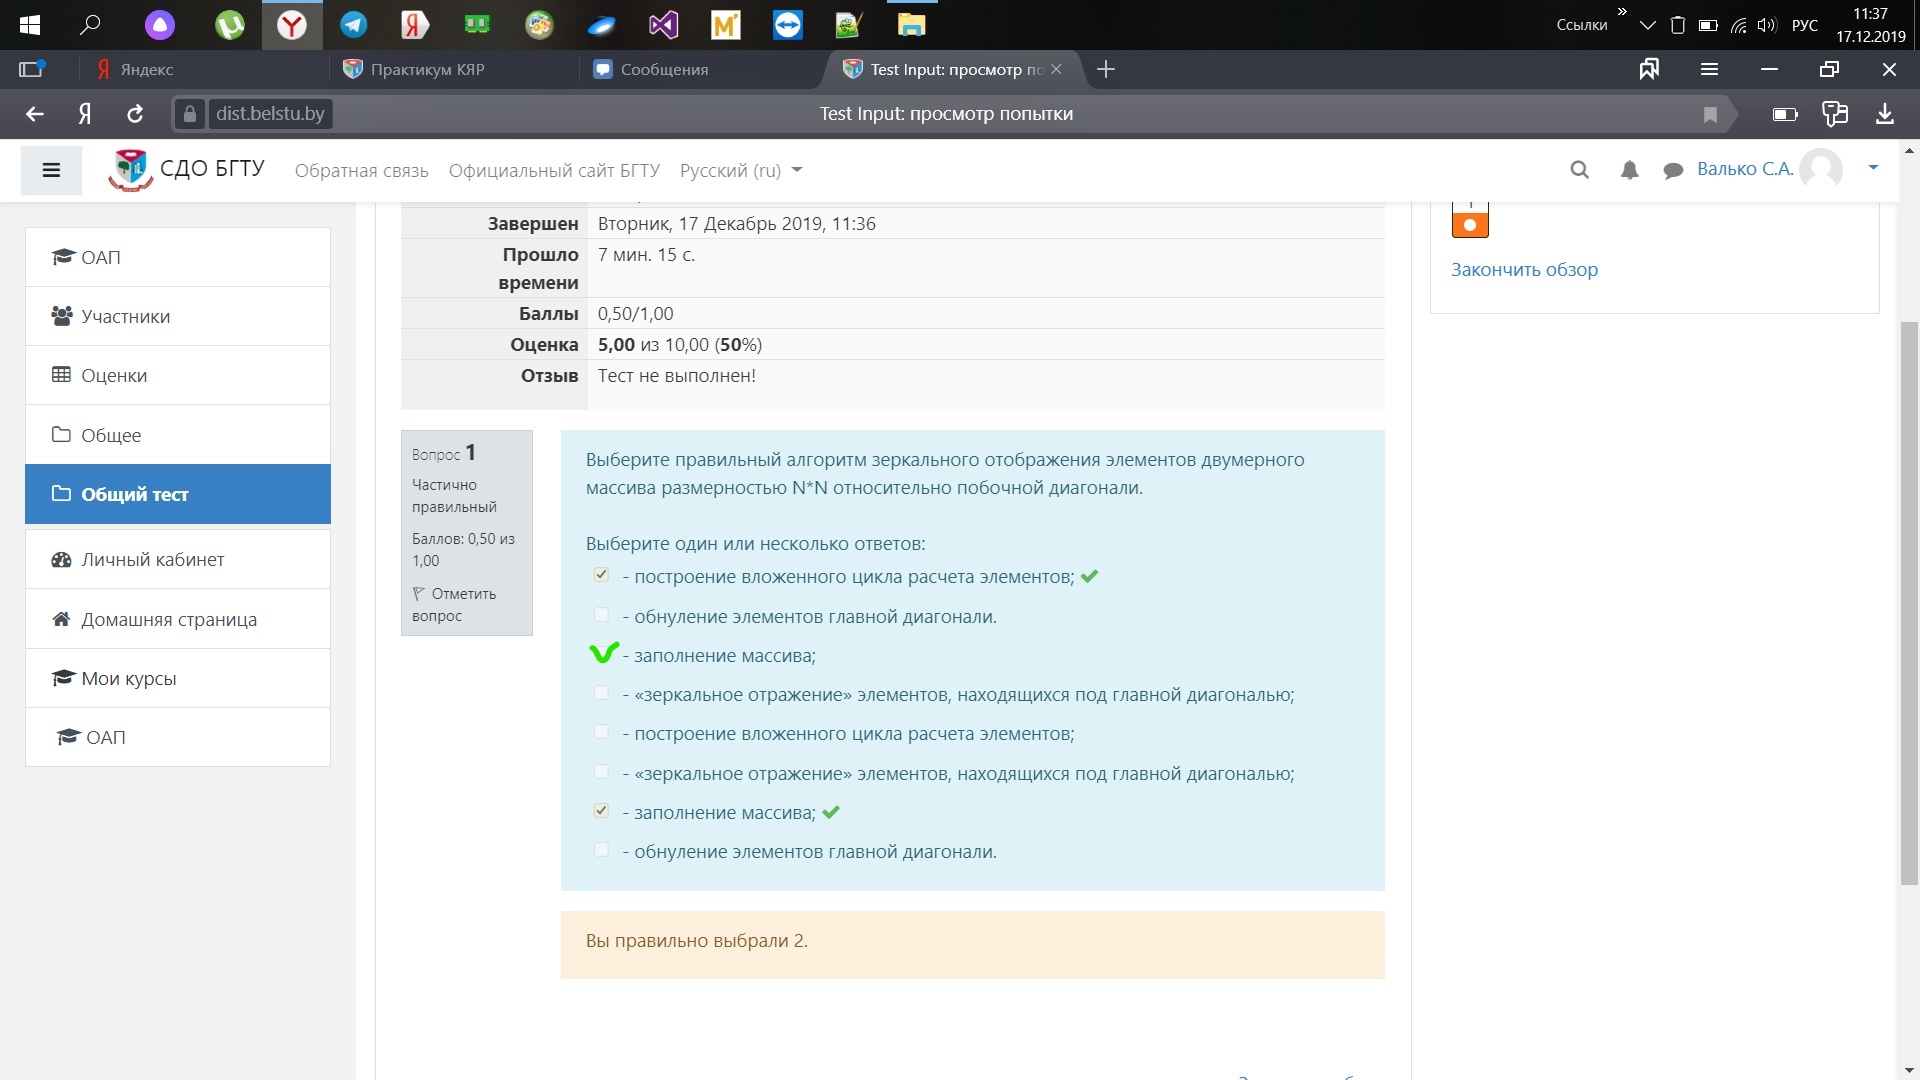 Ссылки
»
РУС
11:37
17.12.2019
Яндекс
Практикум КЯР
Сообщения
Test Input: просмотр по
dist.belstu.by
Test Input: просмотр попытки
СДО БГТУ
Обратная связь
Официальный сайт БГТУ
Русский (ru)
Валько С.А.
ОАП
Участники
Оценки
Общее
Общий тест
Личный кабинет
Домашняя страница
Мои курсы
ОАП
Завершен Вторник, 17 Декабрь 2019, 11:36
Прошло времени 7 мин. 15 с.
Баллы 0,50/1,00
Оценка 5,00 из 10,00 (50%)
Отзыв Тест не выполнен!
Закончить обзор
Вопрос 1
Частично
правильный
Баллов: 0,50 из
1,00
Отметить
вопрос
Выберите правильный алгоритм зеркального отображения элементов двумерного
массива размерностью N*N относительно побочной диагонали.
Выберите один или несколько ответов:
- построение вложенного цикла расчета элементов;
- обнуление элементов главной диагонали.
- заполнение массива;
- «зеркальное отражение» элементов, находящихся под главной диагональю;
- построение вложенного цикла расчета элементов;
- «зеркальное отражение» элементов, находящихся под главной диагональю;
- заполнение массива;
- обнуление элементов главной диагонали.
Вы правильно выбрали 2.